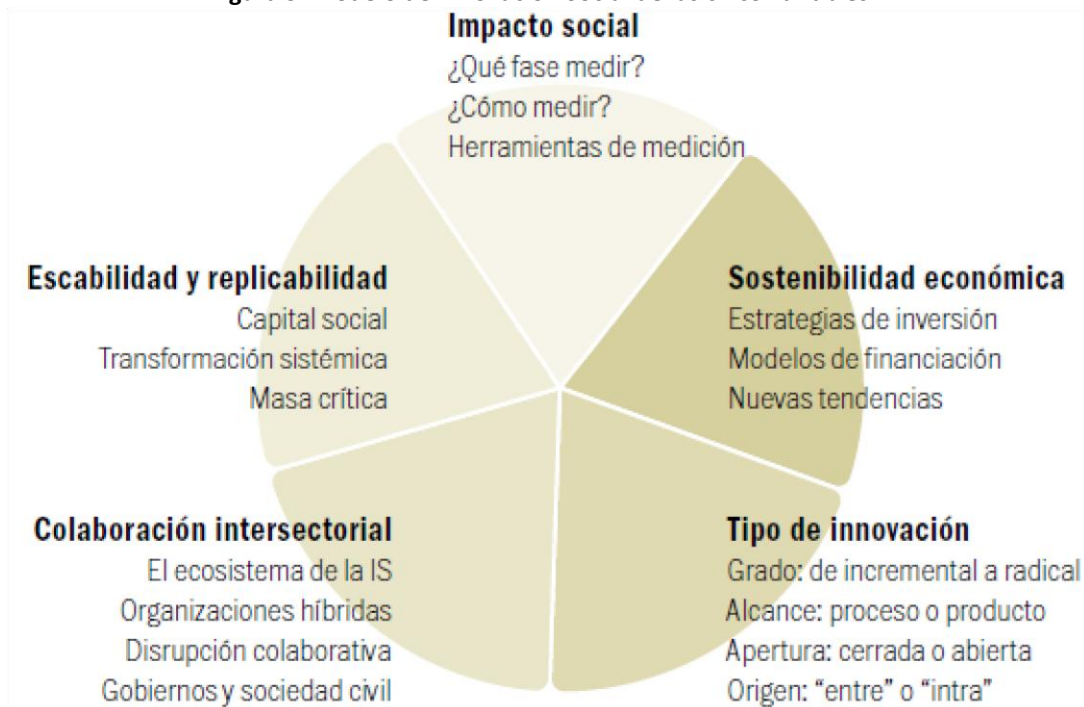 Impacto social
¿Qué fase medir?
¿Cómo medir?
Herramientas de medición
Escabilidad y replicabilidad
Capital social
Transformación sistémica
Masa crítica
Sostenibilidad económica
Estrategias de inversión
Modelos de financiación
Nuevas tendencias
Colaboración intersectorial
El ecosistema de la IS
Organizaciones híbridas
Disrupción colaborativa
Gobiernos y sociedad civil
Tipo de innovación
Grado: de incremental a radical
Alcance: proceso o producto
Apertura: cerrada o abierta
Origen: “entre” o “intra”